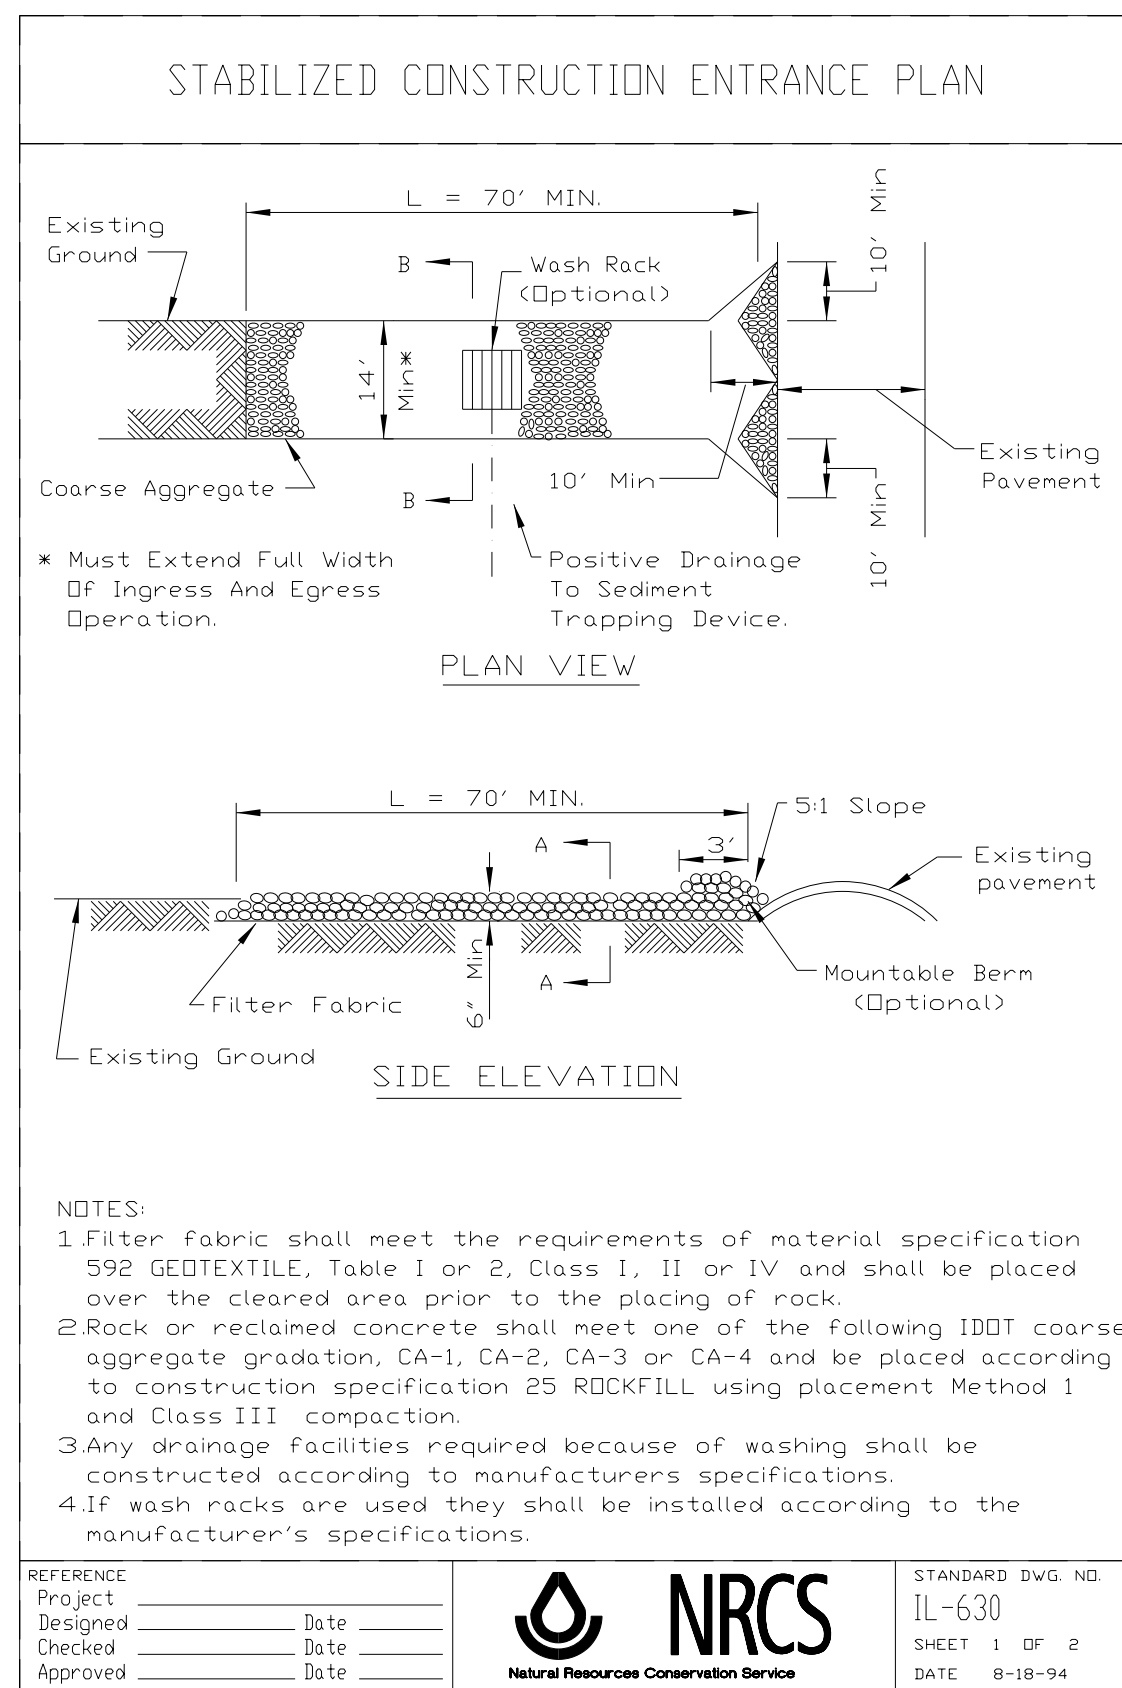 STABILIZED CONSTRUCTION ENTRANCE PLAN
L = 70' MIN.
10' Min
Existing
Ground
B
Wash Rack
(Optional)
14'
Min*
Existing
Pavement
10' Min
Coarse Aggregate
B
10' Min
* Must Extend Full Width
Of Ingress And Egress
Operation.
Positive Drainage
To Sediment
Trapping Device.
PLAN VIEW
L = 70' MIN.
5:1 Slope
A
3'
Existing
pavement
6" Min
A
Mountable Berm
(Optional)
Filter Fabric
Existing Ground
SIDE ELEVATION
NOTES:
1.Filter fabric shall meet the requirements of material specification
592 GEOTEXTILE, Table I or 2, Class I, II or IV and shall be placed
over the cleared area prior to the placing of rock.
2.Rock or reclaimed concrete shall meet one of the following IDOT coarse
aggregate gradation, CA-1, CA-2, CA-3 or CA-4 and be placed according
to construction specification 25 ROCKFILL using placement Method 1
and Class III compaction.
3.Any drainage facilities required because of washing shall be
constructed according to manufacturers specifications.
4.If wash racks are used they shall be installed according to the
manufacturer's specifications.
REFERENCE
Project
Designed Date
Checked Date
Approved Date
NRCS
Natural Resources Conservation Service
STANDARD DWG. NO.
IL-630
SHEET 1 OF 2
DATE 8-18-94